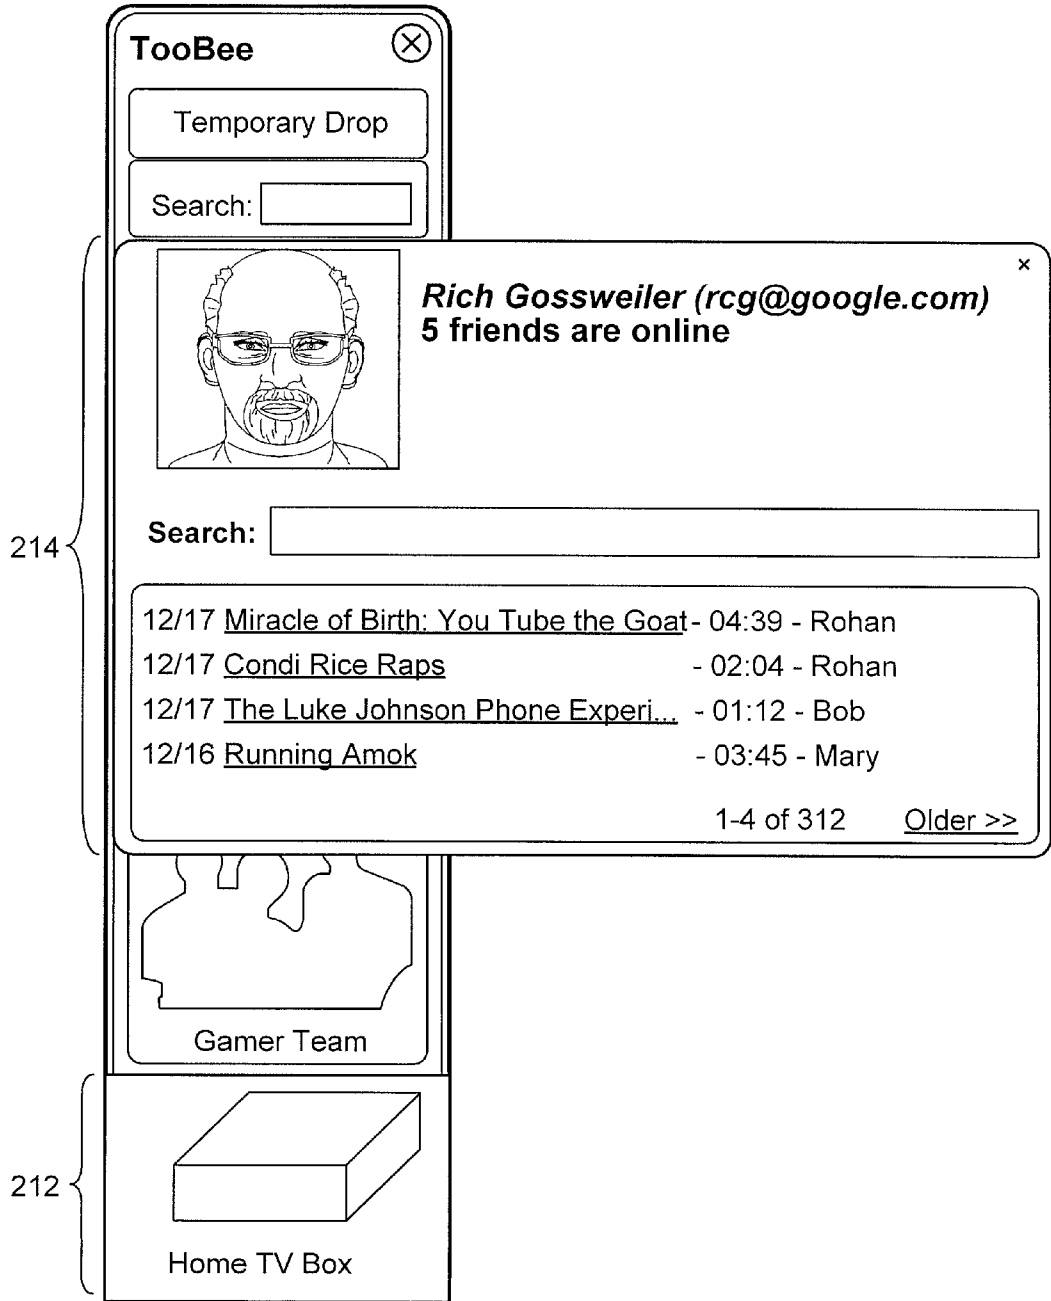 TooBee
Temporary Drop
Search:
Rich Gossweiler (rcg@google.com)
5 friends are online
×
214
Search:
12/17 Miracle of Birth: You Tube the Goat - 04:39 - Rohan
12/17 Condi Rice Raps - 02:04 - Rohan
12/17 The Luke Johnson Phone Experi... - 01:12 - Bob
12/16 Running Amok - 03:45 - Mary
1-4 of 312 Older >>
Gamer Team
212
Home TV Box